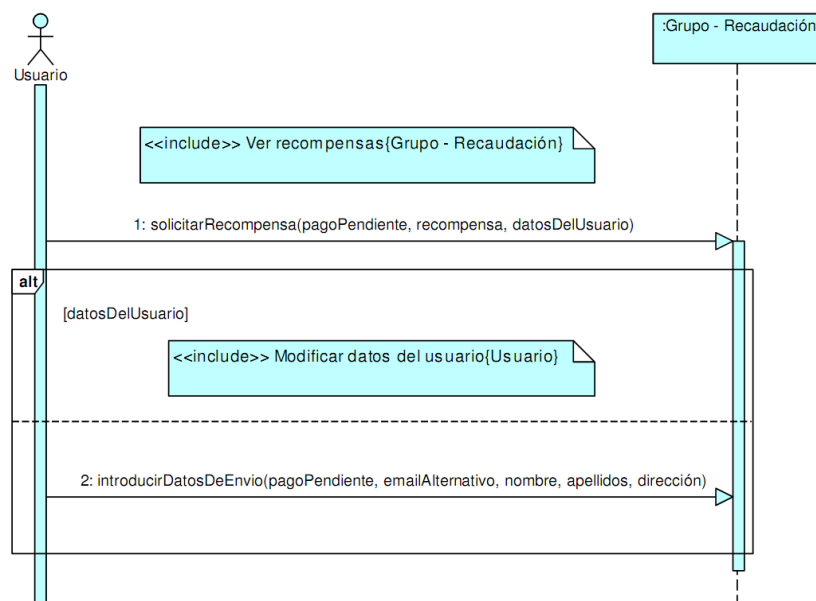 :Grupo - Recaudación
Usuario
<<include>> Ver recompensas{Grupo - Recaudación}
1: solicitarRecompensa(pagoPendiente, recompensa, datosDelUsuario)
alt
[datosDelUsuario]
<<include>> Modificar datos del usuario{Usuario}
2: introducirDatosDeEnvio(pagoPendiente, emailAlternativo, nombre, apellidos, dirección)